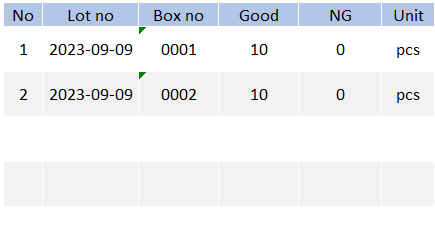 No Lot no Box no Good NG Unit
1 2023-09-09 0001 10 0 pcs
2 2023-09-09 0002 10 0 pcs